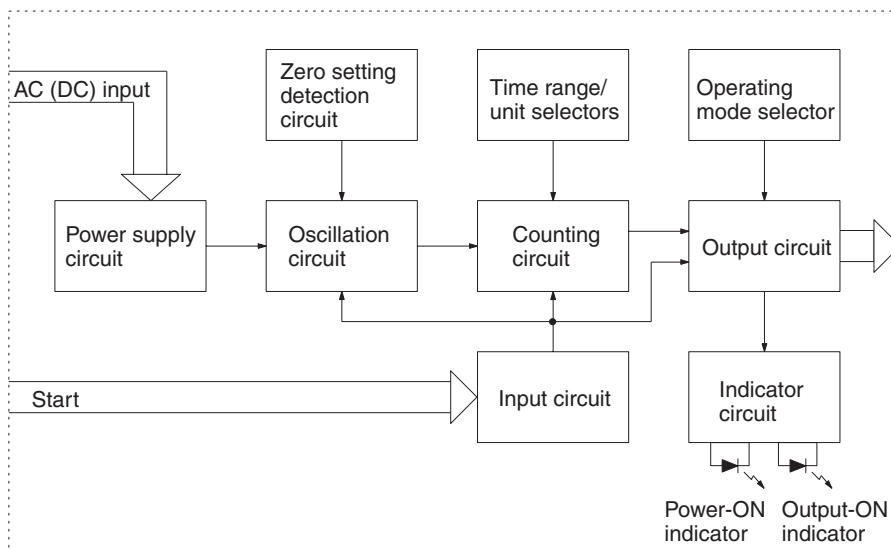 AC (DC) input
Zero setting
detection
circuit
Time range/
unit selectors
Operating
mode selector
Power supply
circuit
Oscillation
circuit
Counting
circuit
Output circuit
Start
Input circuit
Indicator
circuit
Power-ON
indicator
Output-ON
indicator